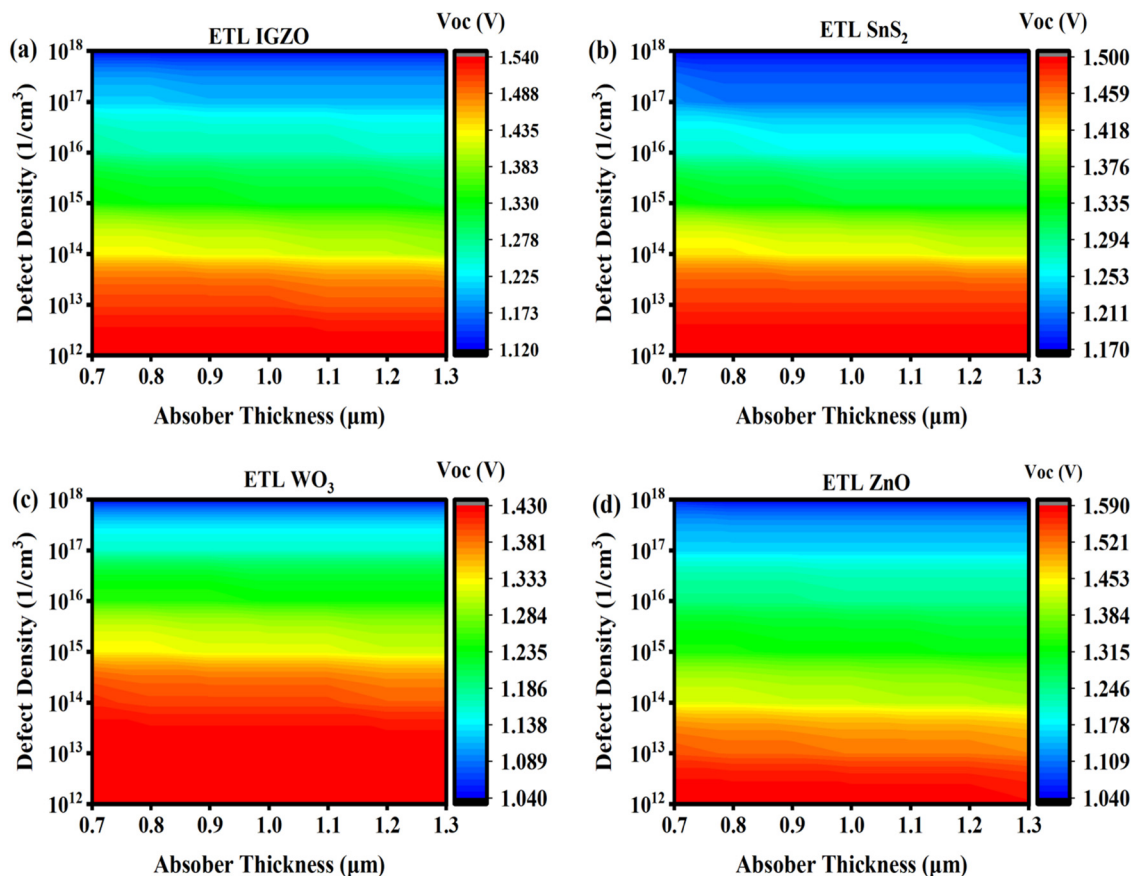 (a)
ETL IGZO
Voc (V)
Defect Density (1/cm³)
10¹⁸
10¹⁷
10¹⁶
10¹⁵
10¹⁴
10¹³
10¹²
0.7 0.8 0.9 1.0 1.1 1.2 1.3
Absober Thickness (μm)
1.540
1.488
1.435
1.383
1.330
1.278
1.225
1.173
1.120
(b)
ETL SnS₂
Voc (V)
Defect Density (1/cm³)
10¹⁸
10¹⁷
10¹⁶
10¹⁵
10¹⁴
10¹³
10¹²
0.7 0.8 0.9 1.0 1.1 1.2 1.3
Absober Thickness (μm)
1.500
1.459
1.418
1.376
1.335
1.294
1.253
1.211
1.170
(c)
ETL WO₃
Voc (V)
Defect Density (1/cm³)
10¹⁸
10¹⁷
10¹⁶
10¹⁵
10¹⁴
10¹³
10¹²
0.7 0.8 0.9 1.0 1.1 1.2 1.3
Absober Thickness (μm)
1.430
1.381
1.333
1.284
1.235
1.186
1.138
1.089
1.040
(d)
ETL ZnO
Voc (V)
Defect Density (1/cm³)
10¹⁸
10¹⁷
10¹⁶
10¹⁵
10¹⁴
10¹³
10¹²
0.7 0.8 0.9 1.0 1.1 1.2 1.3
Absober Thickness (μm)
1.590
1.521
1.453
1.384
1.315
1.246
1.178
1.109
1.040